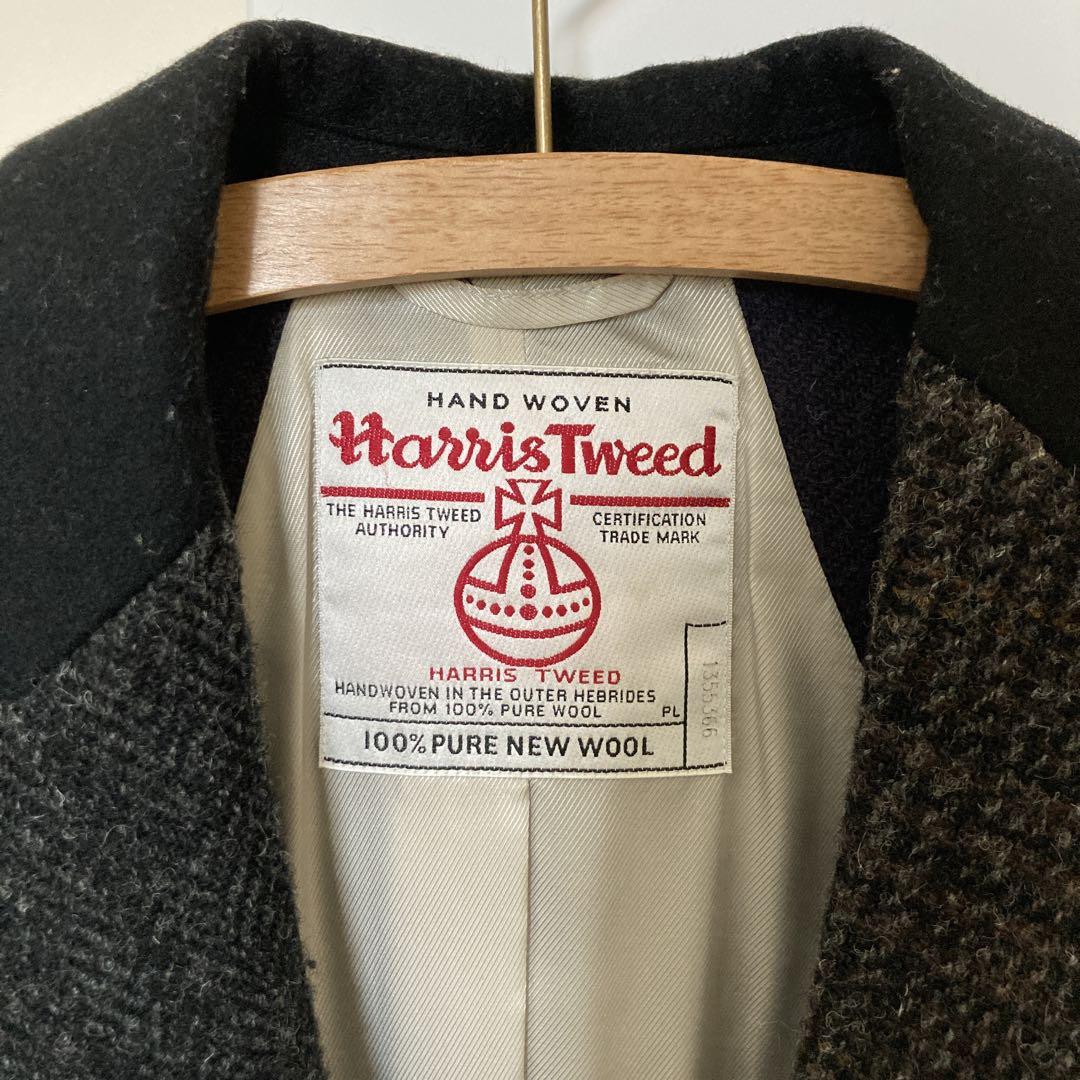 HAND WOVEN
Harris Tweed
THE HARRIS TWEED
AUTHORITY
CERTIFICATION
TRADE MARK
HARRIS TWEED
HANDWOVEN IN THE OUTER HEBRIDES
FROM 100% PURE WOOL
PL
1355366
100% PURE NEW WOOL